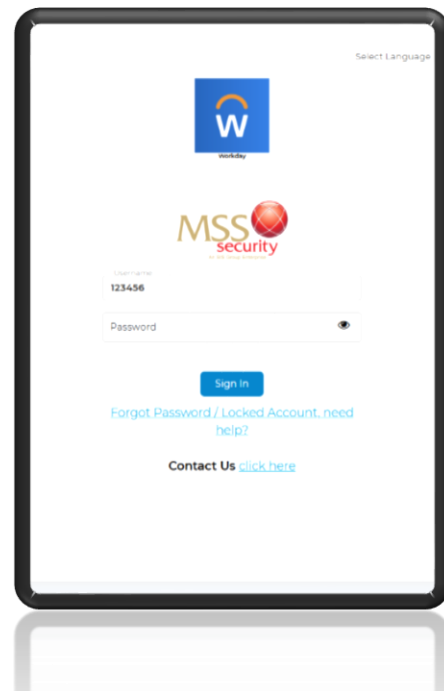 Select Language
W
Workday
MSS
security
Username
123456
Password
Sign In
Forgot Password / Locked Account, need
help?
Contact Us click here